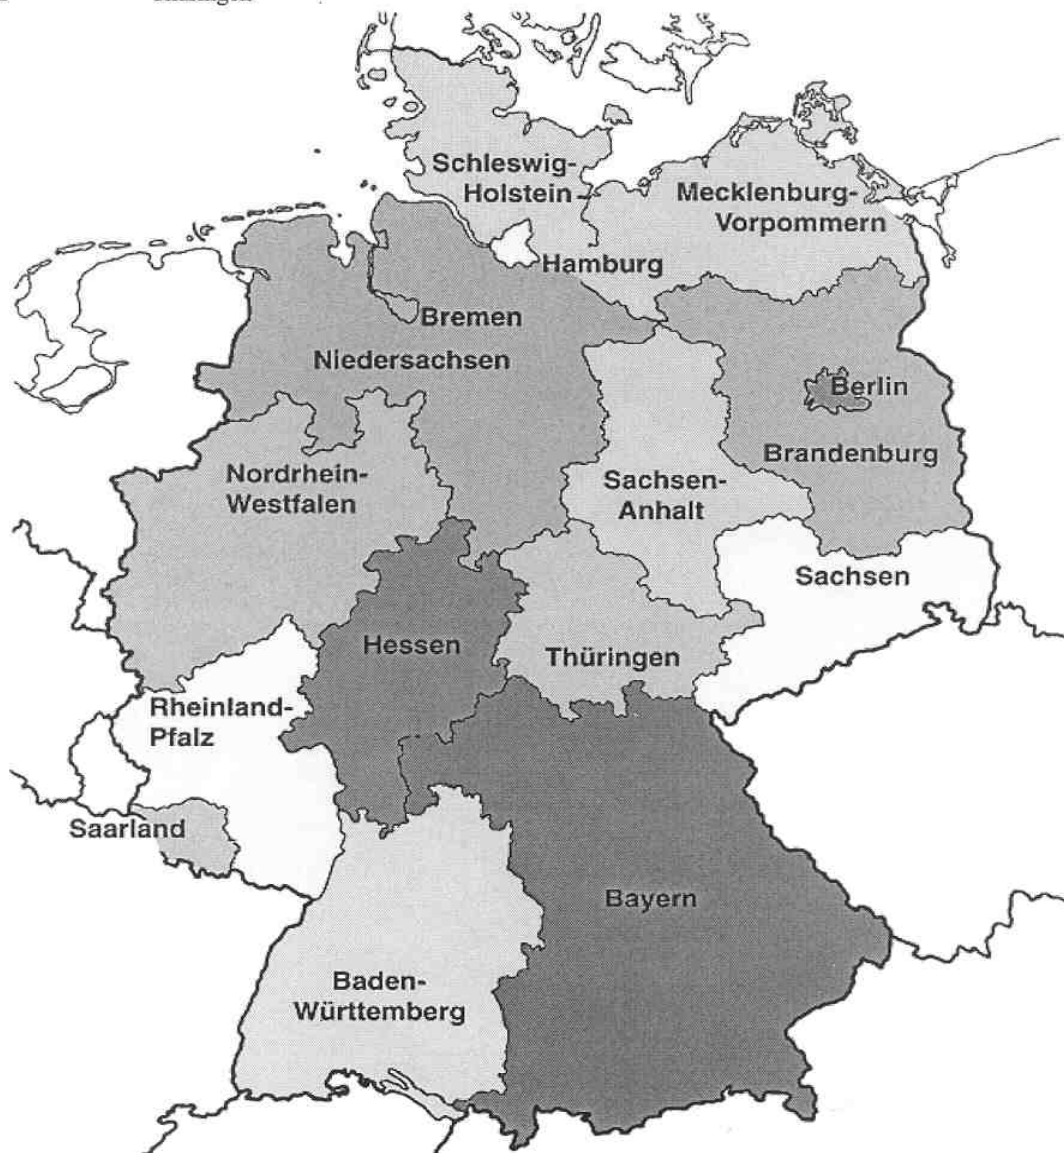 Schleswig-
Holstein
Mecklenburg-
Vorpommern
Hamburg
Bremen
Niedersachsen
Berlin
Brandenburg
Nordrhein-
Westfalen
Sachsen-
Anhalt
Sachsen
Hessen
Thüringen
Rheinland-
Pfalz
Saarland
Bayern
Baden-
Württemberg